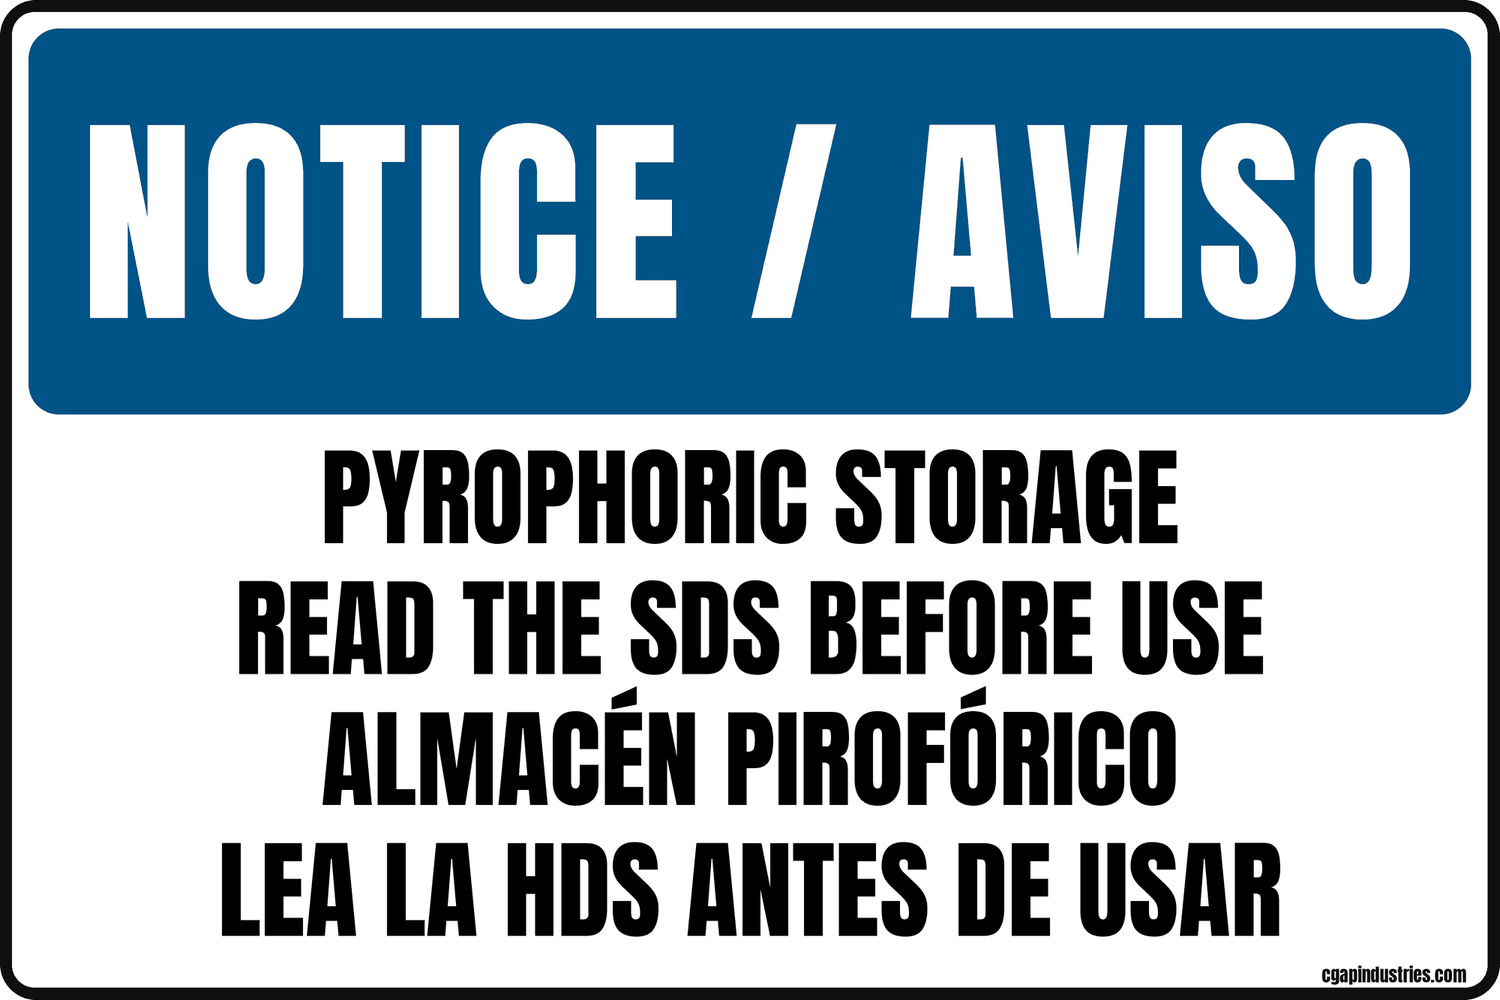 NOTICE / AVISO
PYROPHORIC STORAGE
READ THE SDS BEFORE USE
ALMACÉN PIROFÓRICO
LEA LA HDS ANTES DE USAR
cgapindustries.com